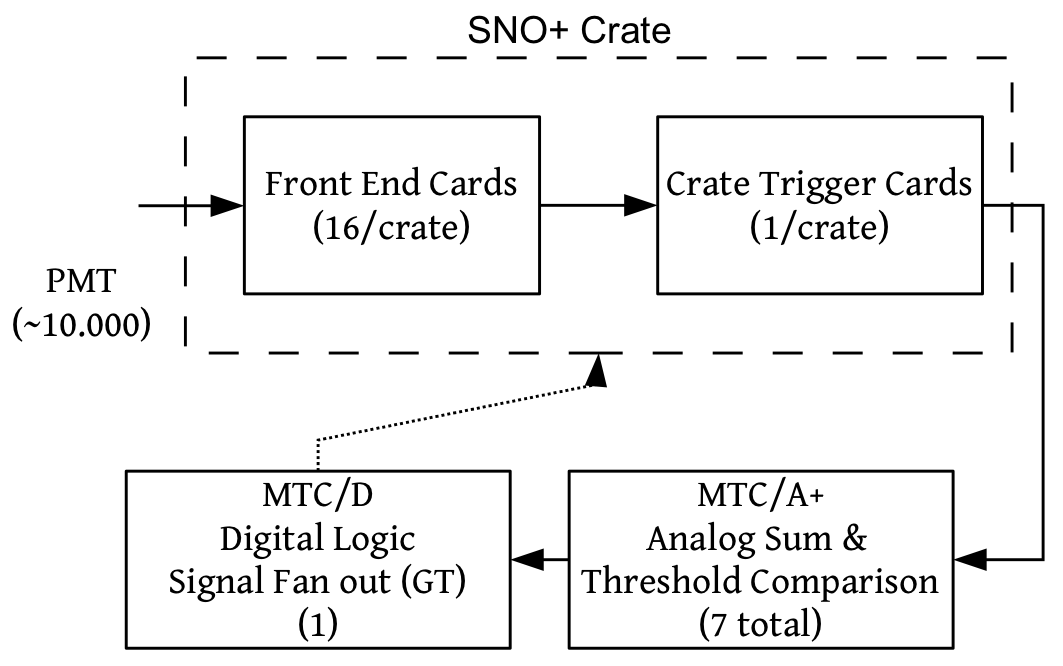 SNO+ Crate
Front End Cards
(16/crate)
Crate Trigger Cards
(1/crate)
PMT
(~10.000)
MTC/D
Digital Logic
Signal Fan out (GT)
(1)
MTC/A+
Analog Sum &
Threshold Comparison
(7 total)